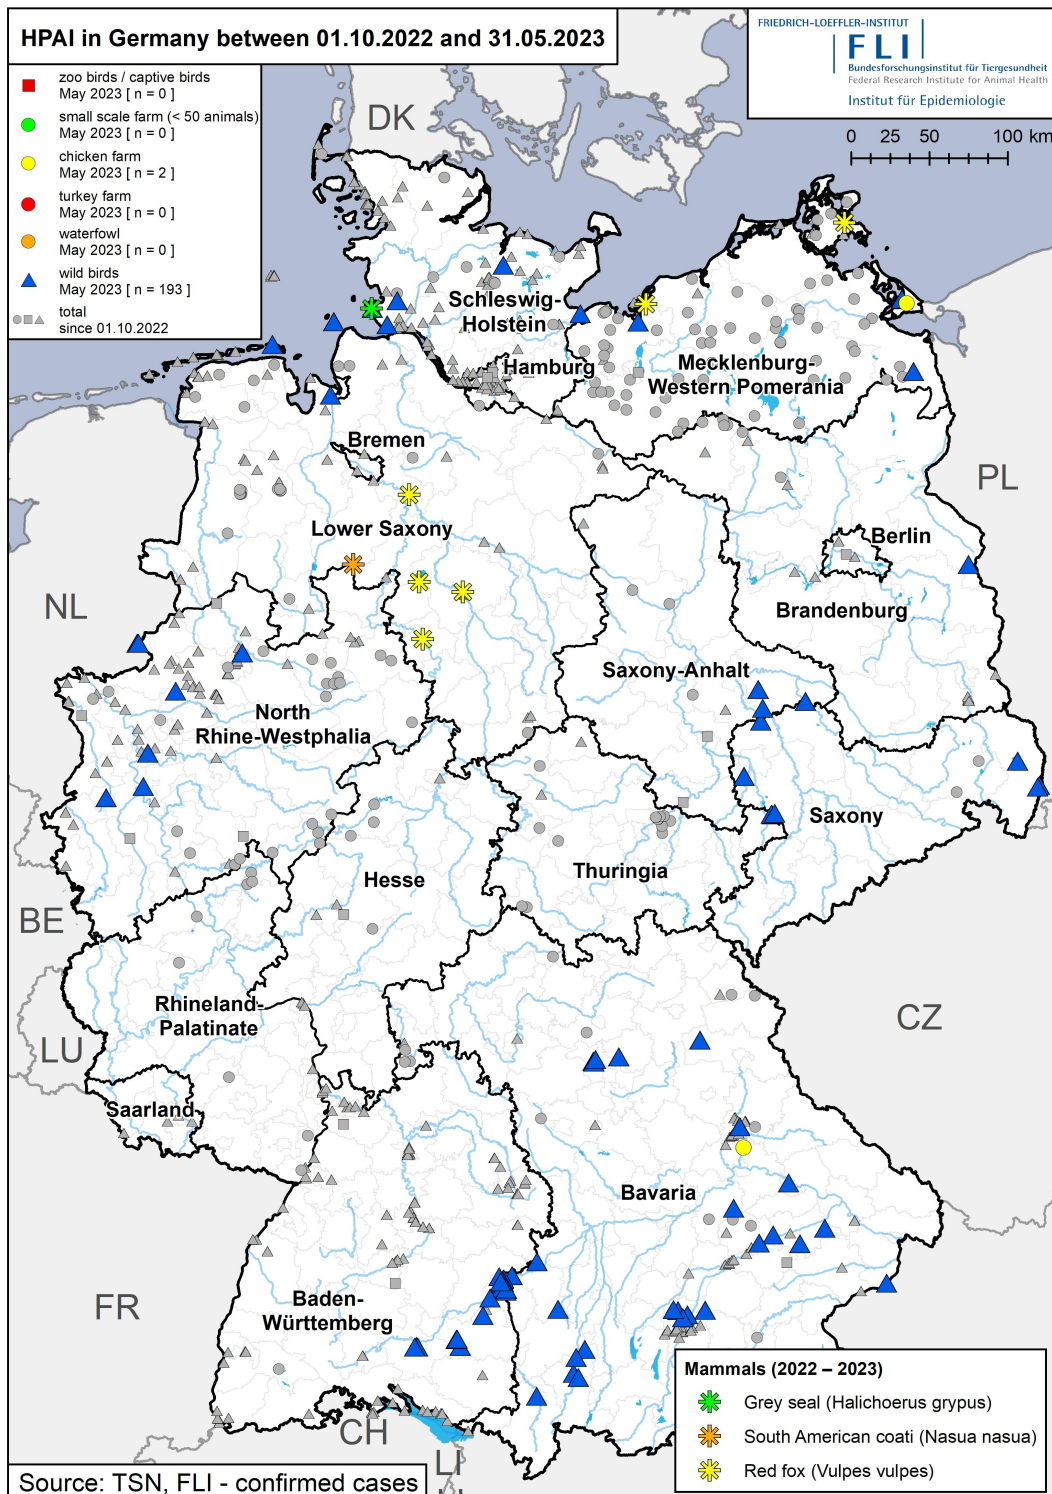 HPAI in Germany between 01.10.2022 and 31.05.2023
FRIEDRICH-LOEFFLER-INSTITUT
FLI
Bundesforschungsinstitut für Tiergesundheit
Federal Research Institute for Animal Health
Institut für Epidemiologie
zoo birds / captive birds
May 2023 [ n = 0 ]
small scale farm (< 50 animals)
May 2023 [ n = 0 ]
chicken farm
May 2023 [ n = 2 ]
turkey farm
May 2023 [ n = 0 ]
waterfowl
May 2023 [ n = 0 ]
wild birds
May 2023 [ n = 193 ]
total
since 01.10.2022
0 50 100 km
DK
Schleswig-
Holstein
Hamburg
Mecklenburg-
Western Pomerania
Bremen
PL
Lower Saxony
Berlin
NL
Brandenburg
Saxony-Anhalt
North
Rhine-Westphalia
Saxony
Thuringia
Hesse
BE
Rhineland-
Palatinate
CZ
LU
Saarland
Bavaria
FR
Baden-
Württemberg
CH
LI
Mammals (2022 – 2023)
Grey seal (Halichoerus grypus)
South American coati (Nasua nasua)
Red fox (Vulpes vulpes)
Source: TSN, FLI - confirmed cases